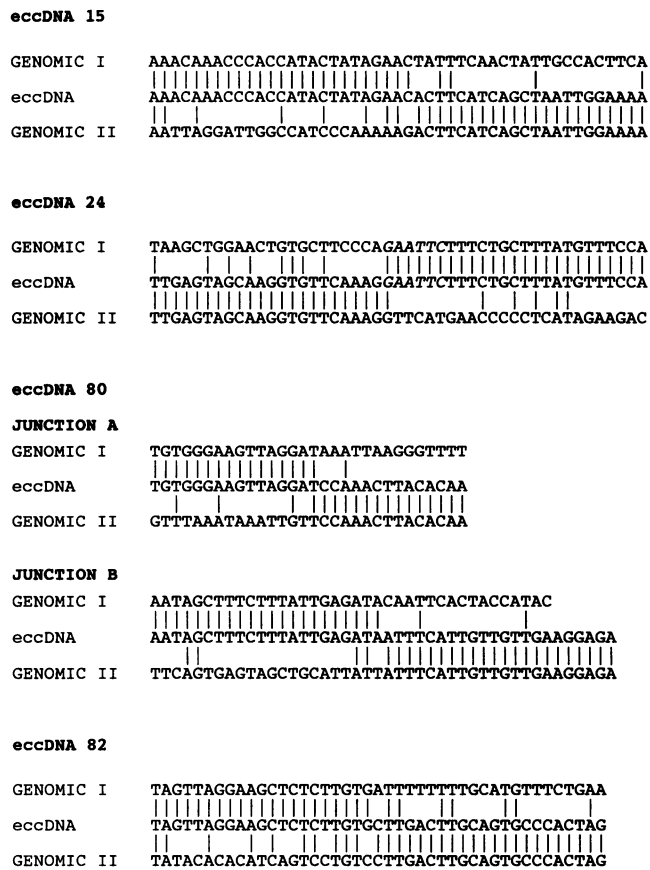 eccDNA 15
GENOMIC I AAACAAACCCACCATACTATAGAACTATTTCAACTATTGCCACTTCA
eccDNA AAACAAACCCACCATACTATAGAACACTTCATCAGCTAATTGGAAAA
GENOMIC II AATTAGGATTGGCCATCCCAAAAAGACTTCATCAGCTAATTGGAAAA
eccDNA 24
GENOMIC I TAAGCTGGAACTGTGCTTCCCAGAATTCTTTCTGCTTTATGTTTCCA
eccDNA TTGAGTAGCAAGGTGTTCAAAGGAATTCTTTCTGCTTTATGTTTCCA
GENOMIC II TTGAGTAGCAAGGTGTTCAAAGGTTCATGAACCCCCTCATAGAAGAC
eccDNA 80
JUNCTION A
GENOMIC I TGTGGGAAGTTAGGATAAATTAAGGGTTTT
eccDNA TGTGGGAAGTTAGGATCCAAACTTACACAA
GENOMIC II GTTTAAATAAATTGTTCCAAACTTACACAA
JUNCTION B
GENOMIC I AATAGCTTTCTTTATTGAGATACAATTCACTACCATAC
eccDNA AATAGCTTTCTTTATTGAGATAATTTCATTGTTGTTGAAGGAGA
GENOMIC II TTCAGTGAGTAGCTGCATTATTATTTCATTGTTGTTGAAGGAGA
eccDNA 82
GENOMIC I TAGTTAGGAAGCTCTCTTGTGATTTTTTTTGCATGTTTCTGAA
eccDNA TAGTTAGGAAGCTCTCTTGTGCTTGACTTGCAGTGCCCACTAG
GENOMIC II TATACACACATCAGTCCTGTCCTTGACTTGCAGTGCCCACTAG